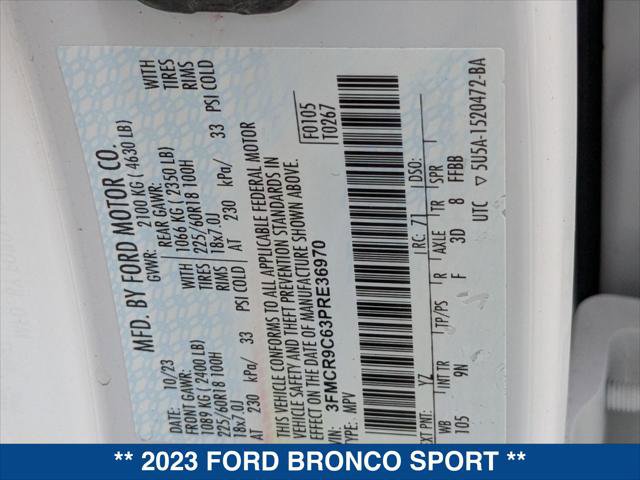 MFD. BY FORD MOTOR CO.
DATE: 10/23 GVWR: 2100 KG ( 4630 LB)
FRONT GAWR: REAR GAWR: WITH
1089 KG ( 2400 LB) 1066 KG ( 2350 LB) TIRES
225/60R18 100H WITH TIRES 225/60R18 100H RIMS
18x7.0J RIMS 18x7.0J
AT 230 kPa/ 33 PSI COLD AT 230 kPa/ 33 PSI COLD
THIS VEHICLE CONFORMS TO ALL APPLICABLE FEDERAL MOTOR
VEHICLE SAFETY AND THEFT PREVENTION STANDARDS IN
EFFECT ON THE DATE OF MANUFACTURE SHOWN ABOVE.
VIN: 3FMCR9C63PRE36970 F0105
TYPE: MPV T0267
EXT PNT: YZ RC: 71 DSO:
WB INT TR TP/PS R AXLE TR SPR
105 9N F 3D 8 FFBB
UTC ▽ 5U5A-1520472-BA
** 2023 FORD BRONCO SPORT **